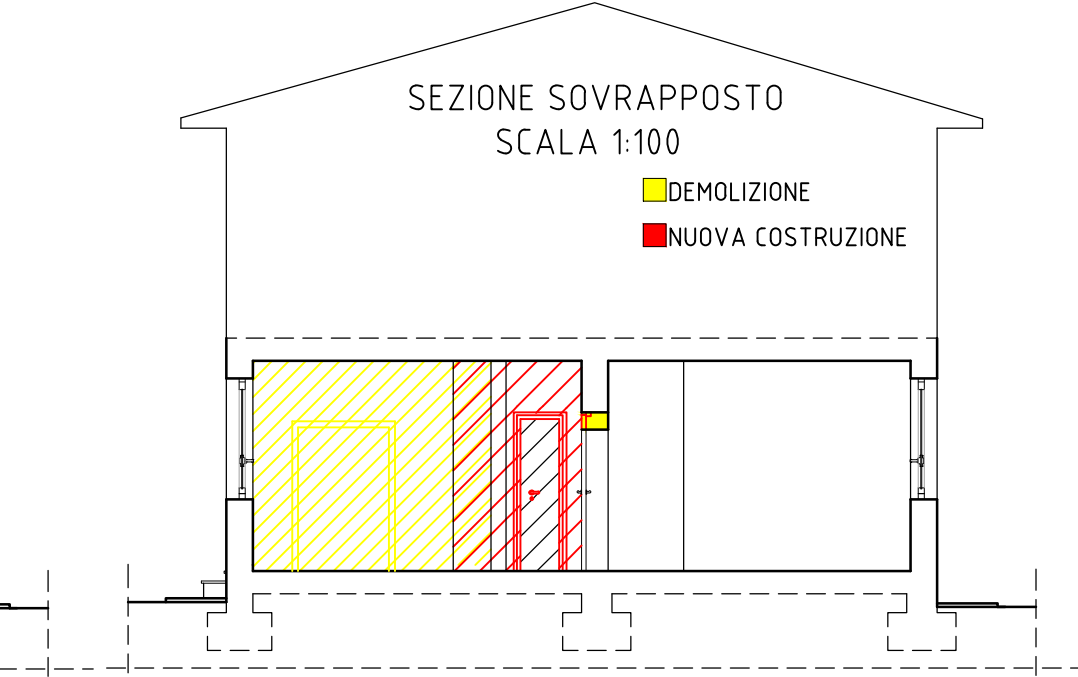 SEZIONE SOVRAPPOSTO
SCALA 1:100
DEMOLIZIONE
NUOVA COSTRUZIONE